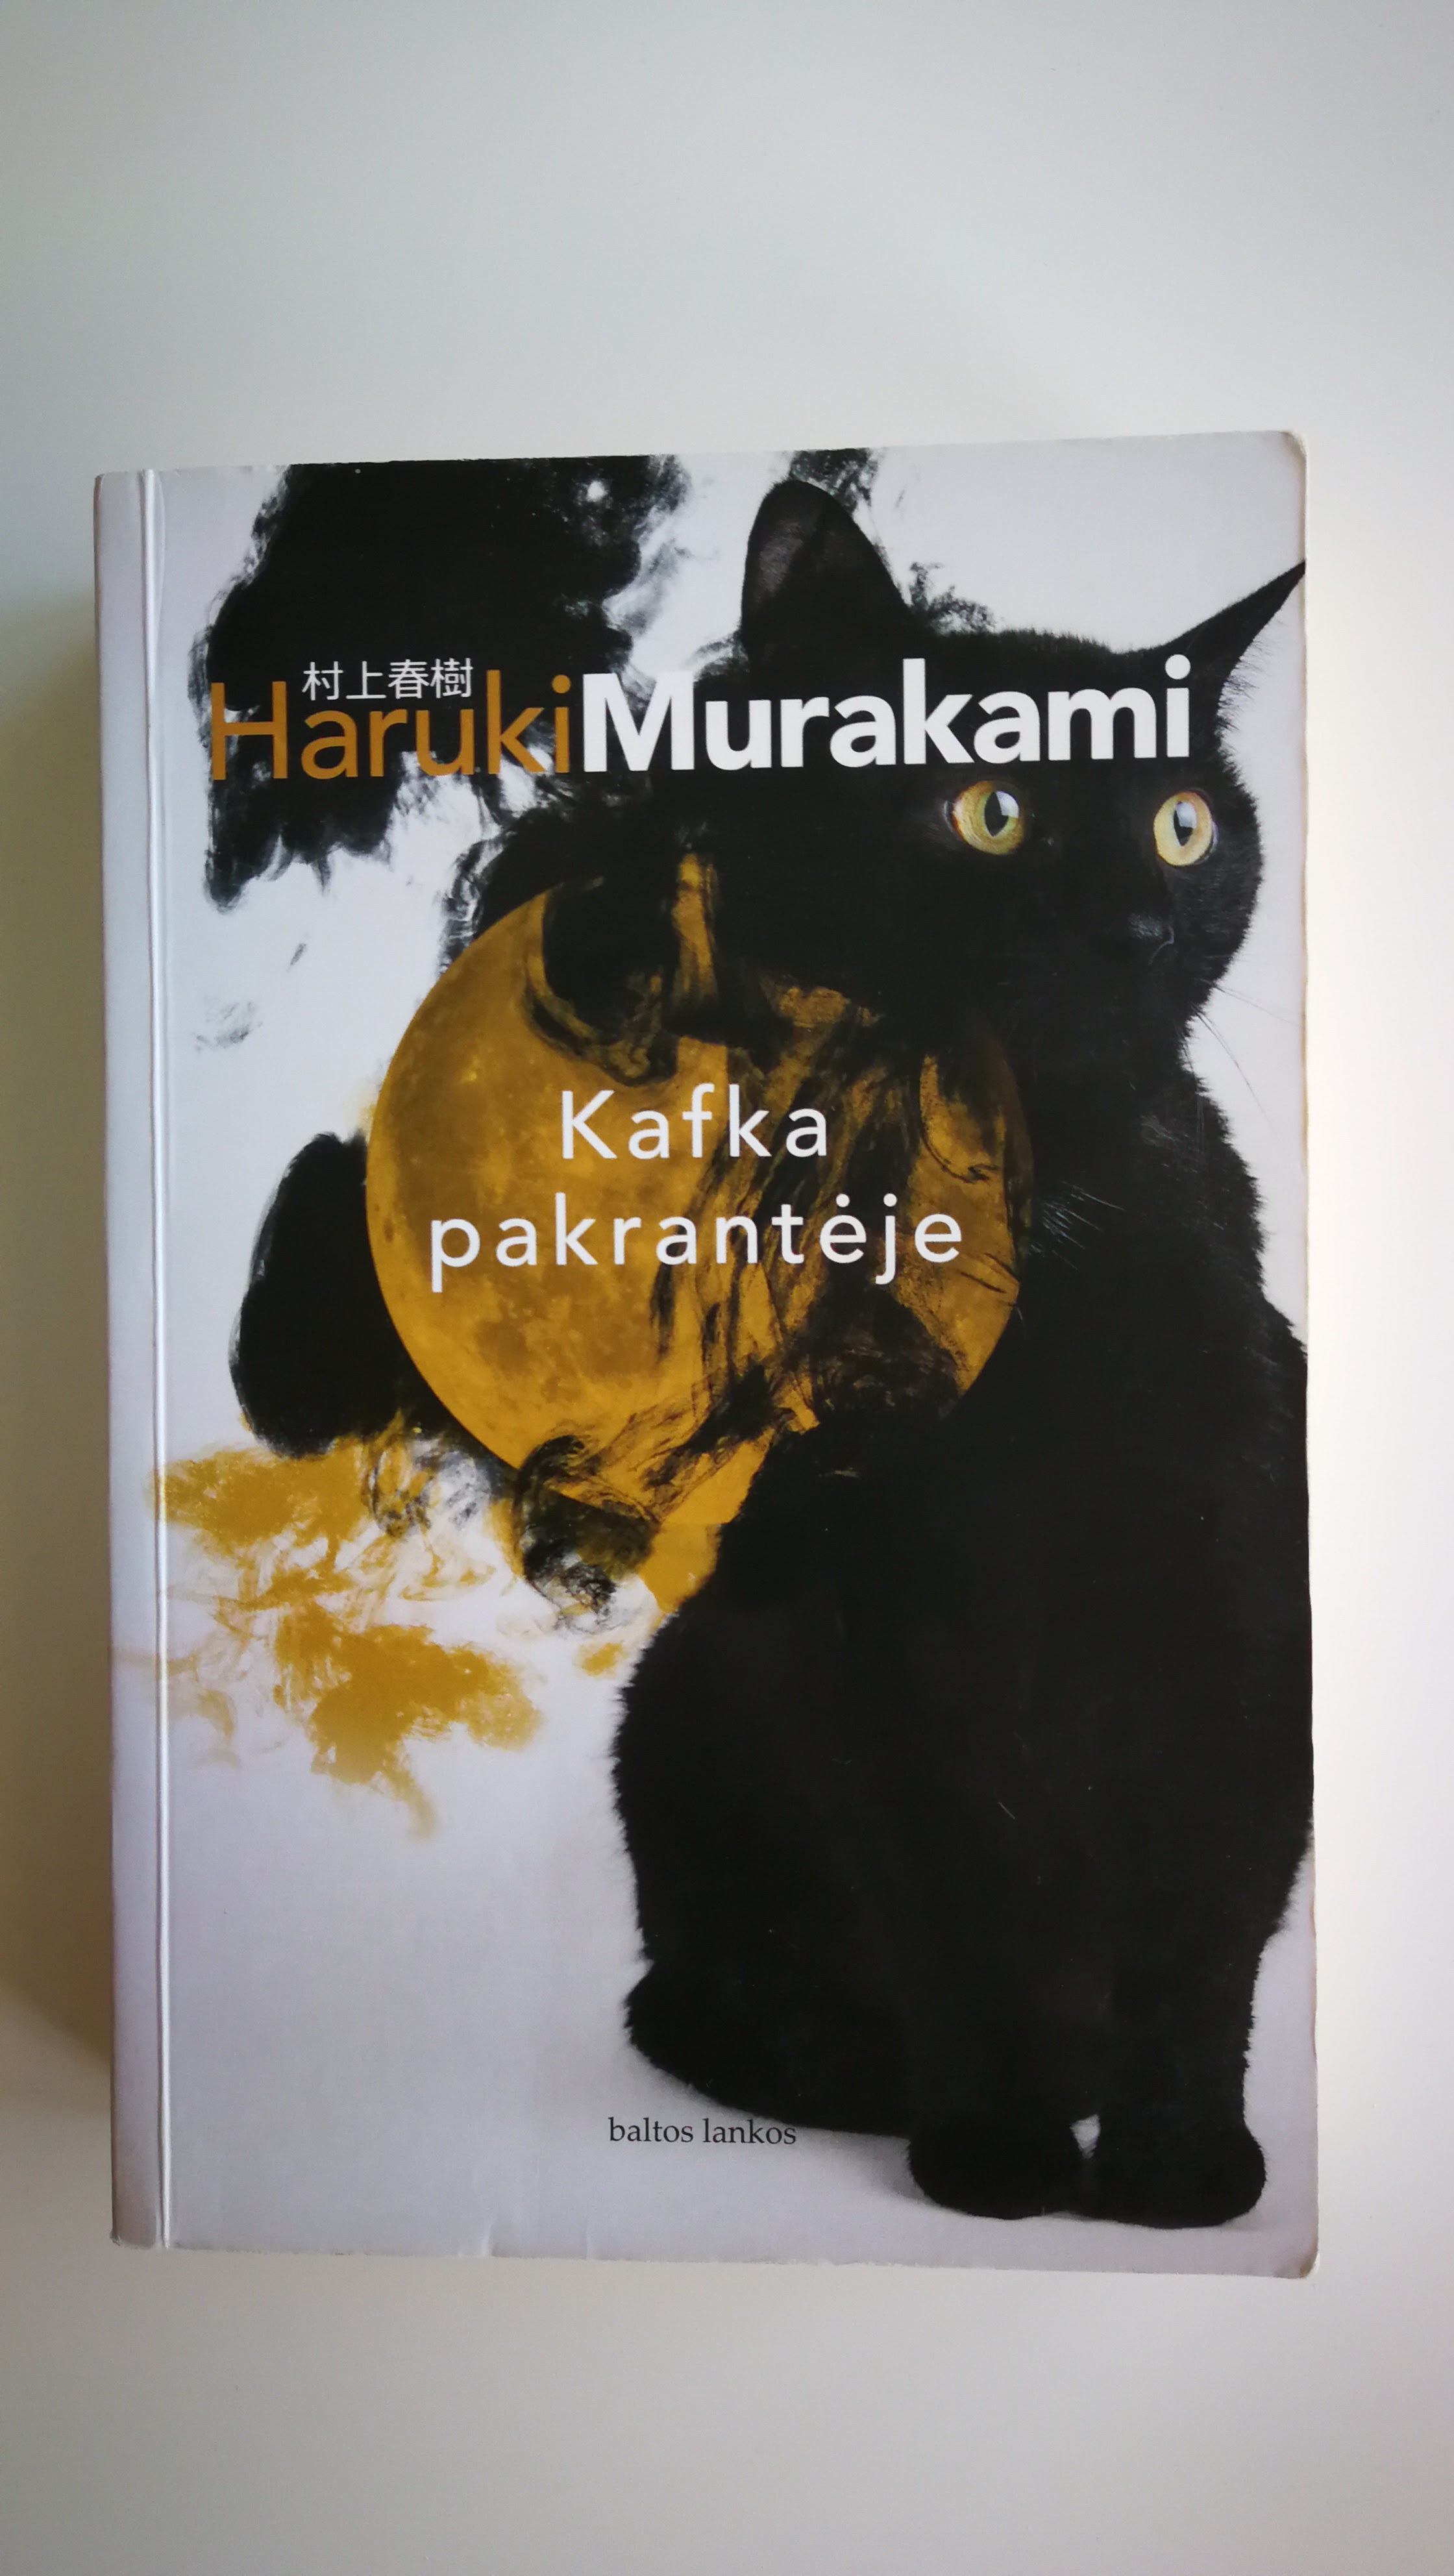 村上春樹
HarukiMurakami
Kafka
pakrantėje
baltos lankos